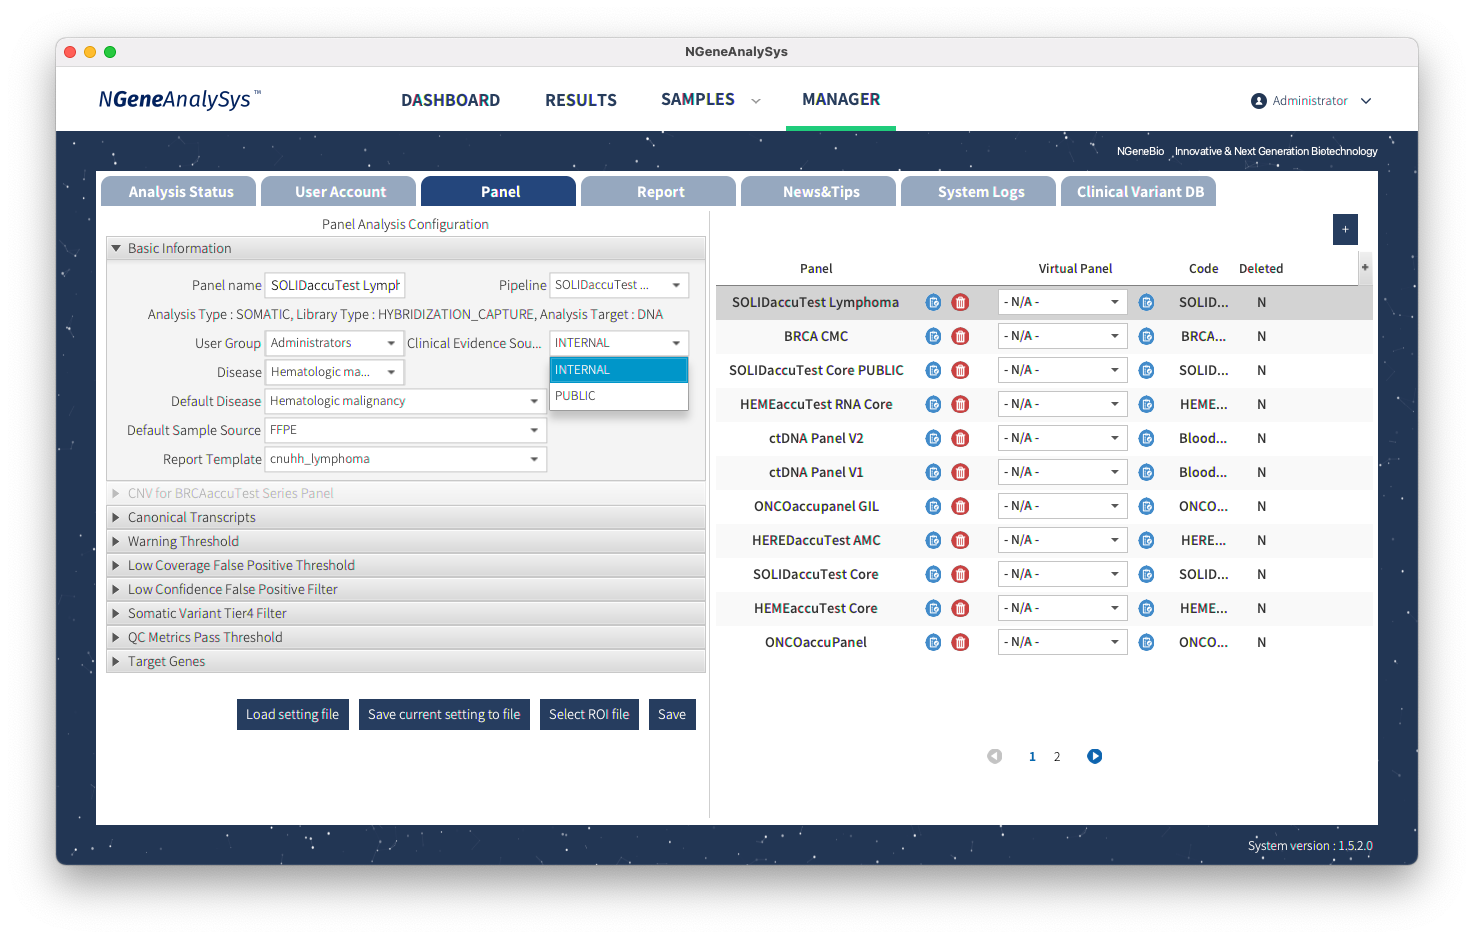 NGeneAnalySys
NGeneAnalySys™
DASHBOARD RESULTS SAMPLES MANAGER
Administrator
NGeneBio Innovative & Next Generation Biotechnology
Analysis Status User Account Panel Report News&Tips System Logs Clinical Variant DB
Panel Analysis Configuration
Basic Information
Panel name SOLIDaccuTest Lymph Pipeline SOLIDaccuTest ...
Analysis Type : SOMATIC, Library Type : HYBRIDIZATION_CAPTURE, Analysis Target : DNA
User Group Administrators Clinical Evidence Sou... INTERNAL
INTERNAL
PUBLIC
Disease Hematologic ma...
Default Disease Hematologic malignancy
Default Sample Source FFPE
Report Template cnuhh_lymphoma
CNV for BRCAaccuTest Series Panel
Canonical Transcripts
Warning Threshold
Low Coverage False Positive Threshold
Low Confidence False Positive Filter
Somatic Variant Tier4 Filter
QC Metrics Pass Threshold
Target Genes
Load setting file Save current setting to file Select ROI file Save
+
Panel Virtual Panel Code Deleted +
SOLIDaccuTest Lymphoma - N/A - SOLID... N
BRCA CMC - N/A - BRCA... N
SOLIDaccuTest Core PUBLIC - N/A - SOLID... N
HEMEaccuTest RNA Core - N/A - HEME... N
ctDNA Panel V2 - N/A - Blood... N
ctDNA Panel V1 - N/A - Blood... N
ONCOaccupanel GIL - N/A - ONCO... N
HEREDaccuTest AMC - N/A - HERE... N
SOLIDaccuTest Core - N/A - SOLID... N
HEMEaccuTest Core - N/A - HEME... N
ONCOaccuPanel - N/A - ONCO... N
1 2
System version : 1.5.2.0